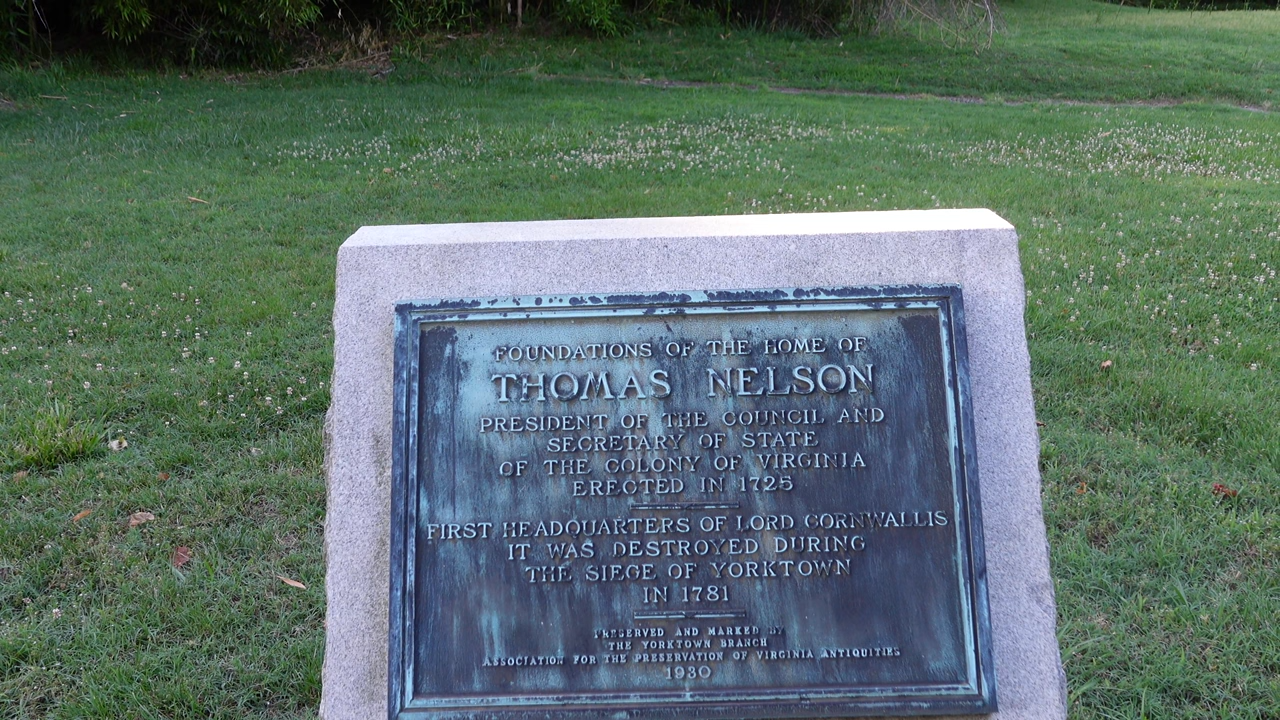 FOUNDATIONS OF THE HOME OF
THOMAS NELSON
PRESIDENT OF THE COUNCIL AND
SECRETARY OF STATE
OF THE COLONY OF VIRGINIA
ERECTED IN 1725
FIRST HEADQUARTERS OF LORD CORNWALLIS
IT WAS DESTROYED DURING
THE SIEGE OF YORKTOWN
IN 1781
PRESERVED AND MARKED BY
THE YORKTOWN BRANCH
ASSOCIATION FOR THE PRESERVATION OF VIRGINIA ANTIQUITIES
1930